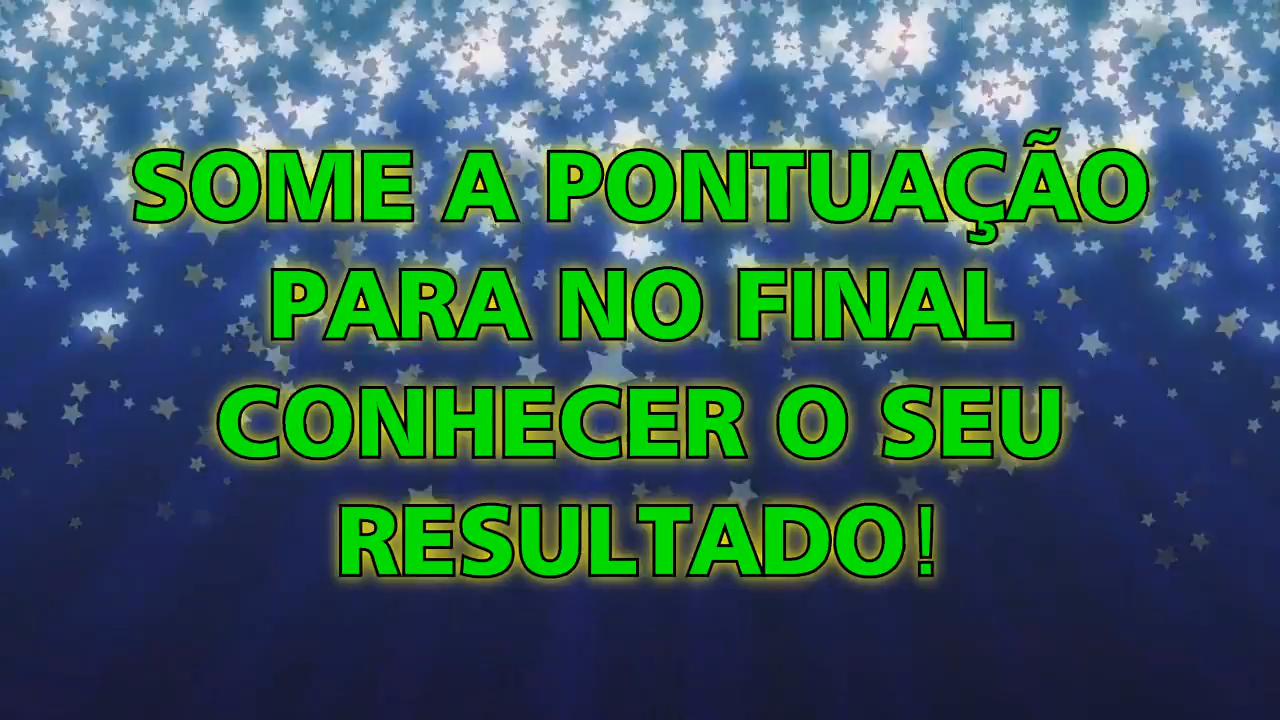 SOME A PONTUAÇÃO
PARA NO FINAL
CONHECER O SEU
RESULTADO!